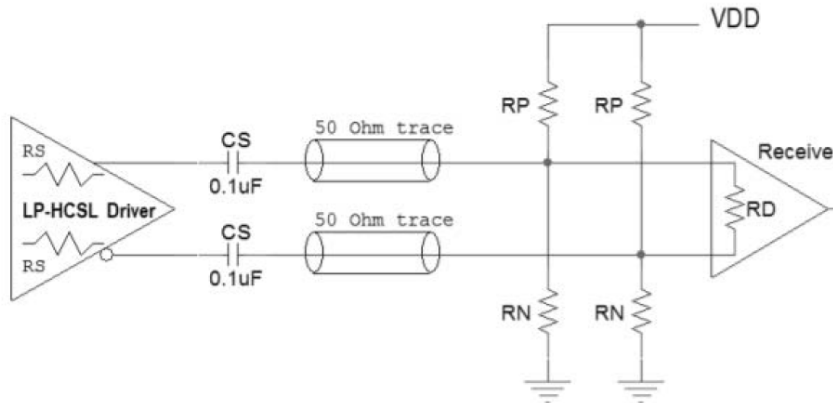 VDD
RP
RP
50 Ohm trace
CS
0.1uF
RS
Receive
LP-HCSL Driver
RD
50 Ohm trace
CS
0.1uF
RS
RN
RN